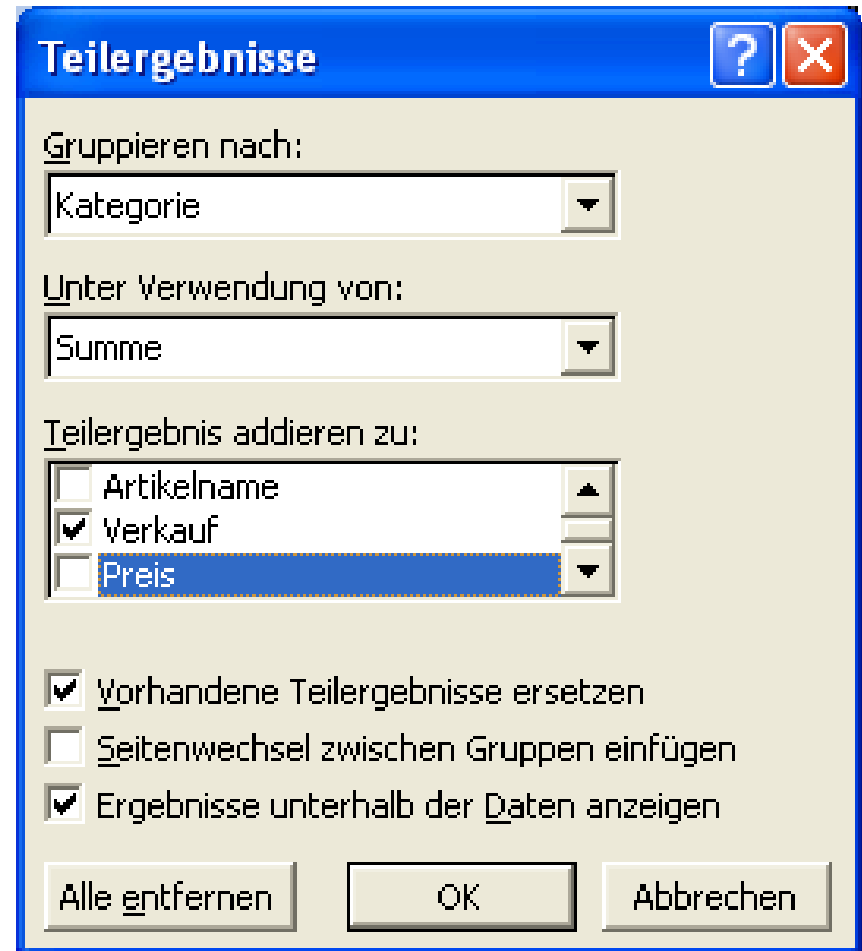 Teilergebnisse
Gruppieren nach:
Kategorie
Unter Verwendung von:
Summe
Teilergebnis addieren zu:
Artikelname
Verkauf
Preis
Vorhandene Teilergebnisse ersetzen
Seitenwechsel zwischen Gruppen einfügen
Ergebnisse unterhalb der Daten anzeigen
Alle entfernen OK Abbrechen